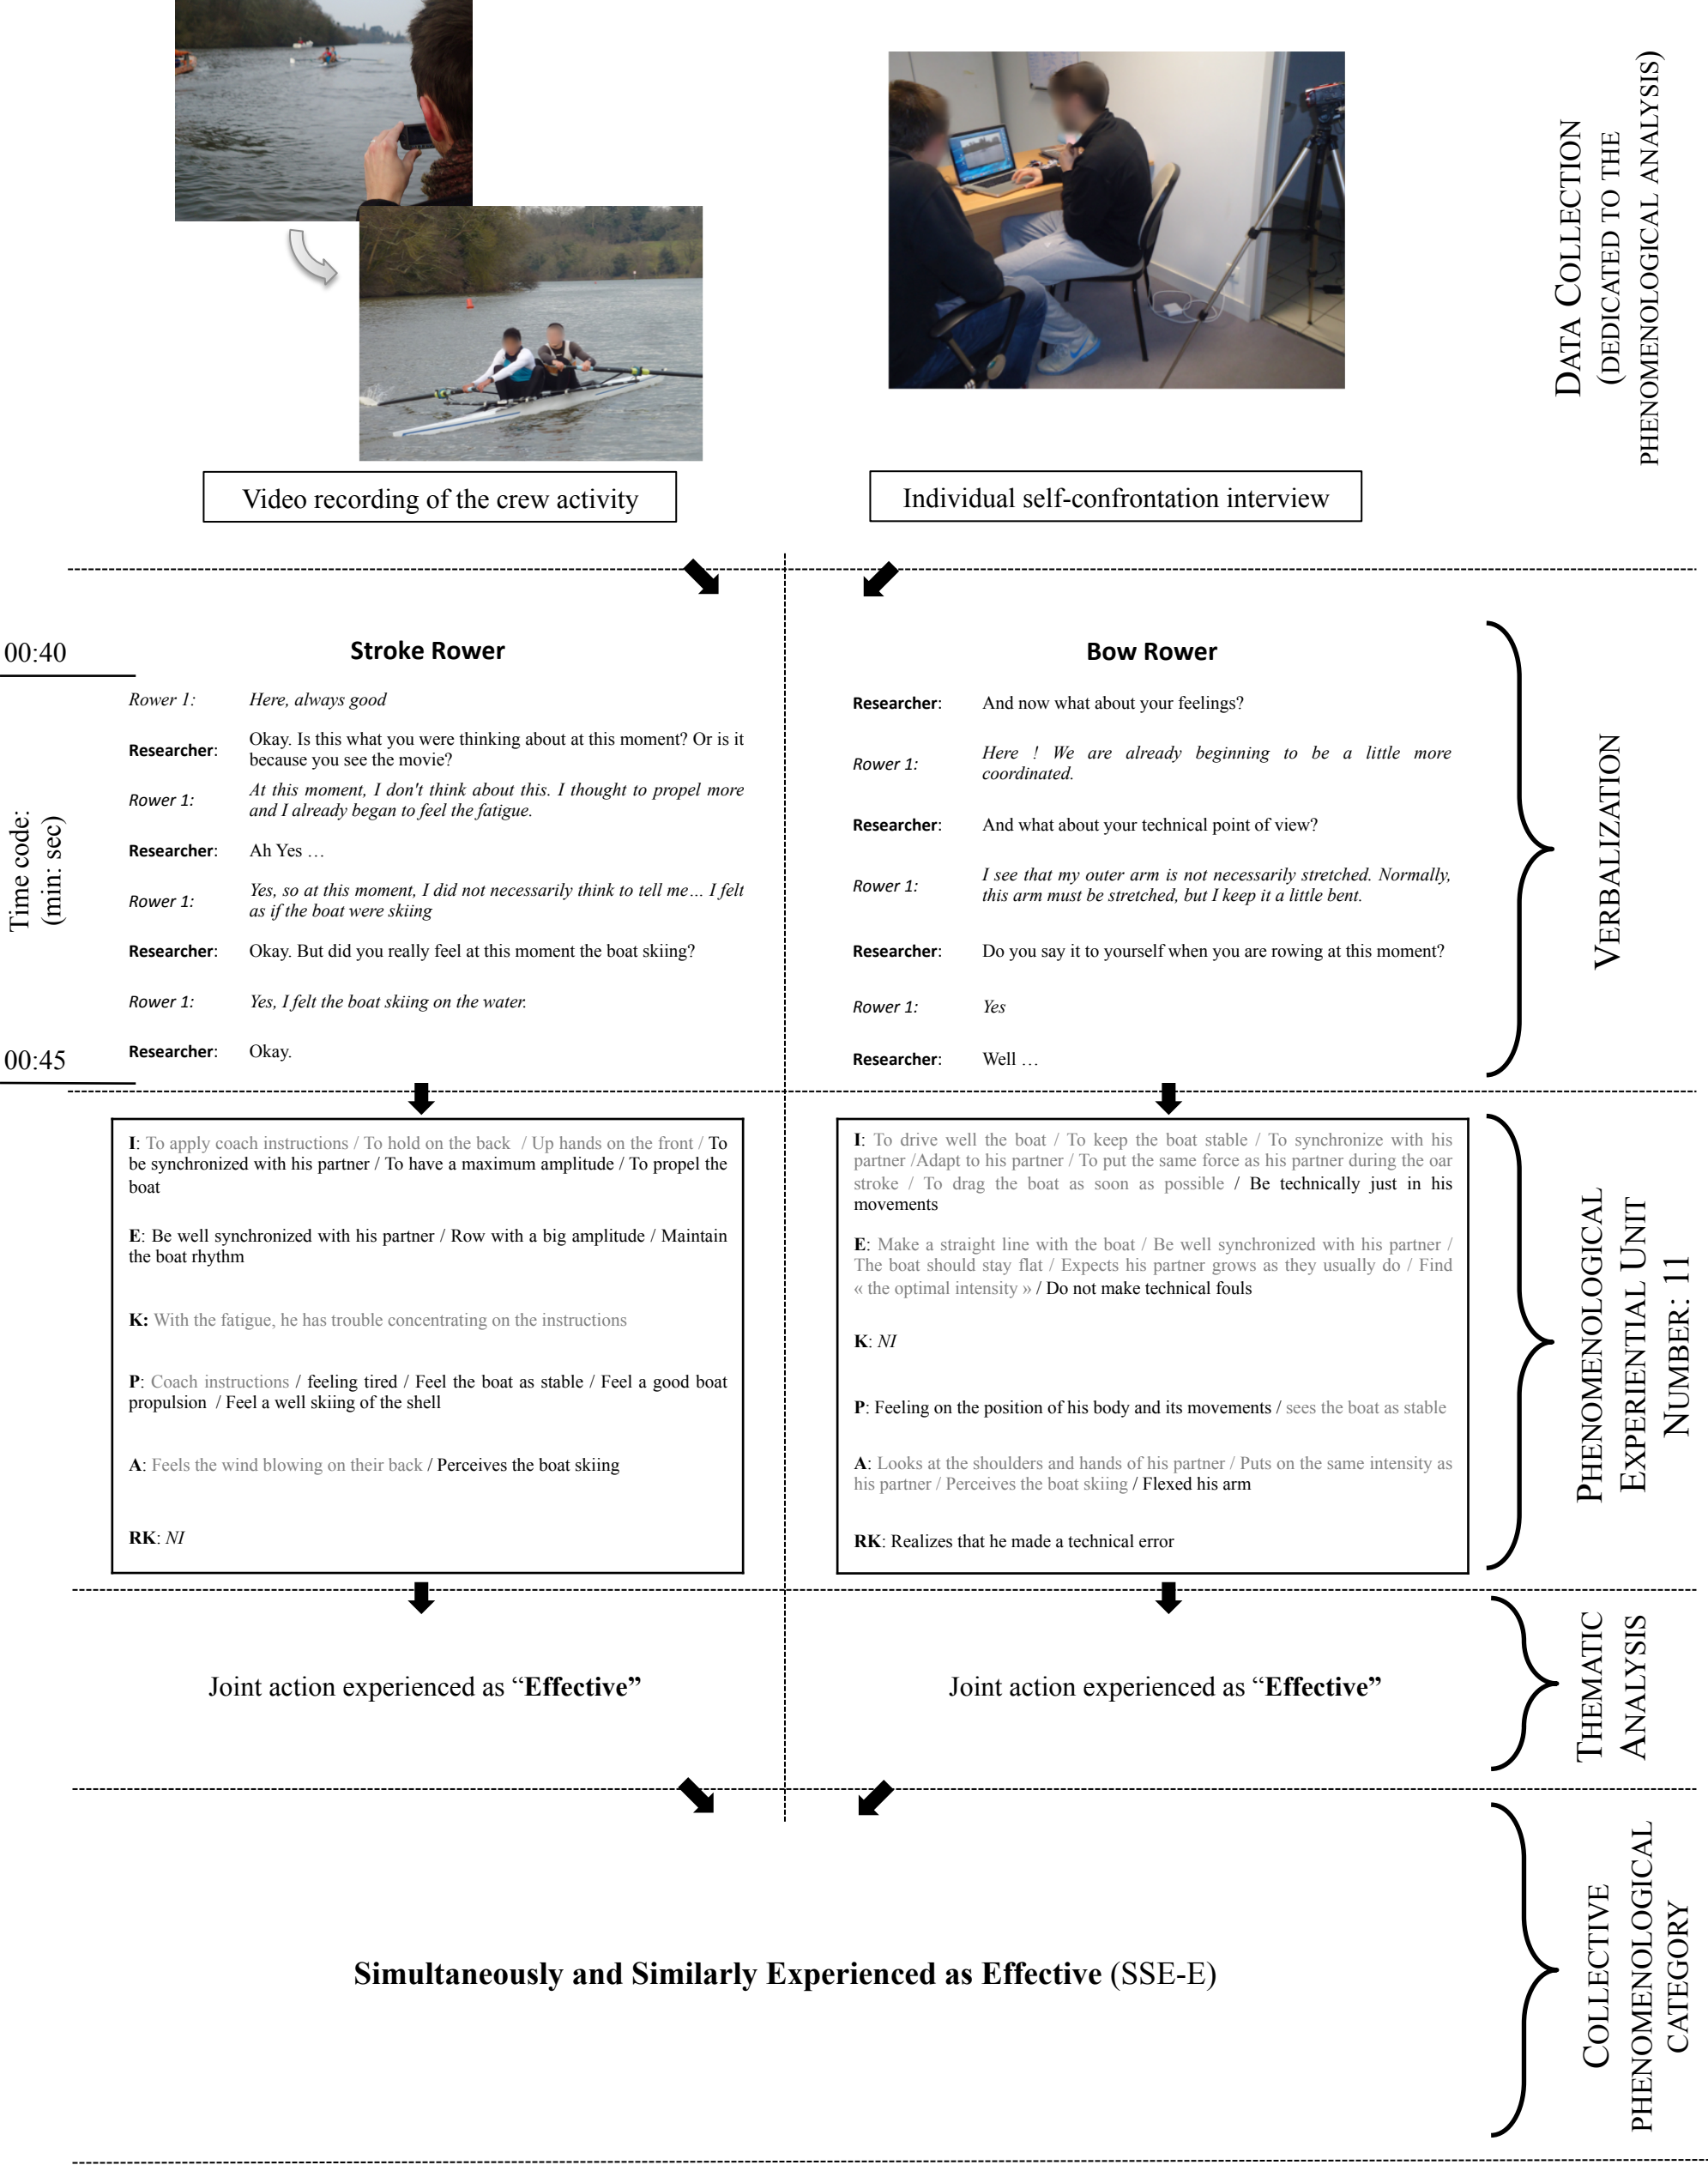 DATA COLLECTION
(DEDICATED TO THE
PHENOMENOLOGICAL ANALYSIS)
Video recording of the crew activity
Individual self-confrontation interview
00:40
Time code:
(min: sec)
00:45
Stroke Rower
Rower 1: Here, always good
Researcher: Okay. Is this what you were thinking about at this moment? Or is it
because you see the movie?
Rower 1: At this moment, I don't think about this. I thought to propel more
and I already began to feel the fatigue.
Researcher: Ah Yes …
Rower 1: Yes, so at this moment, I did not necessarily think to tell me… I felt
as if the boat were skiing
Researcher: Okay. But did you really feel at this moment the boat skiing?
Rower 1: Yes, I felt the boat skiing on the water.
Researcher: Okay.
Bow Rower
Researcher: And now what about your feelings?
Rower 1: Here ! We are already beginning to be a little more
coordinated.
Researcher: And what about your technical point of view?
Rower 1: I see that my outer arm is not necessarily stretched. Normally,
this arm must be stretched, but I keep it a little bent.
Researcher: Do you say it to yourself when you are rowing at this moment?
Rower 1: Yes
Researcher: Well …
VERBALIZATION
I: To apply coach instructions / To hold on the back / Up hands on the front / To
be synchronized with his partner / To have a maximum amplitude / To propel the
boat
E: Be well synchronized with his partner / Row with a big amplitude / Maintain
the boat rhythm
K: With the fatigue, he has trouble concentrating on the instructions
P: Coach instructions / feeling tired / Feel the boat as stable / Feel a good boat
propulsion / Feel a well skiing of the shell
A: Feels the wind blowing on their back / Perceives the boat skiing
RK: NI
I: To drive well the boat / To keep the boat stable / To synchronize with his
partner /Adapt to his partner / To put the same force as his partner during the oar
stroke / To drag the boat as soon as possible / Be technically just in his
movements
E: Make a straight line with the boat / Be well synchronized with his partner /
The boat should stay flat / Expects his partner grows as they usually do / Find
« the optimal intensity » / Do not make technical fouls
K: NI
P: Feeling on the position of his body and its movements / sees the boat as stable
A: Looks at the shoulders and hands of his partner / Puts on the same intensity as
his partner / Perceives the boat skiing / Flexed his arm
RK: Realizes that he made a technical error
PHENOMENOLOGICAL
EXPERIENTIAL UNIT
NUMBER: 11
Joint action experienced as “Effective”
Joint action experienced as “Effective”
THEMATIC
ANALYSIS
Simultaneously and Similarly Experienced as Effective (SSE-E)
COLLECTIVE
PHENOMENOLOGICAL
CATEGORY